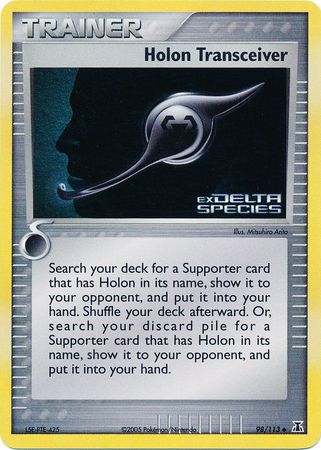 TRAINER
Holon Transceiver
EX DELTA
SPECIES
Illus. Mitsuhiro Arita
Search your deck for a Supporter card
that has Holon in its name, show it to
your opponent, and put it into your
hand. Shuffle your deck afterward. Or,
search your discard pile for a
Supporter card that has Holon in its
name, show it to your opponent, and
put it into your hand.
LSF-PTE-425
©2005 Pokémon/Nintendo
98/113